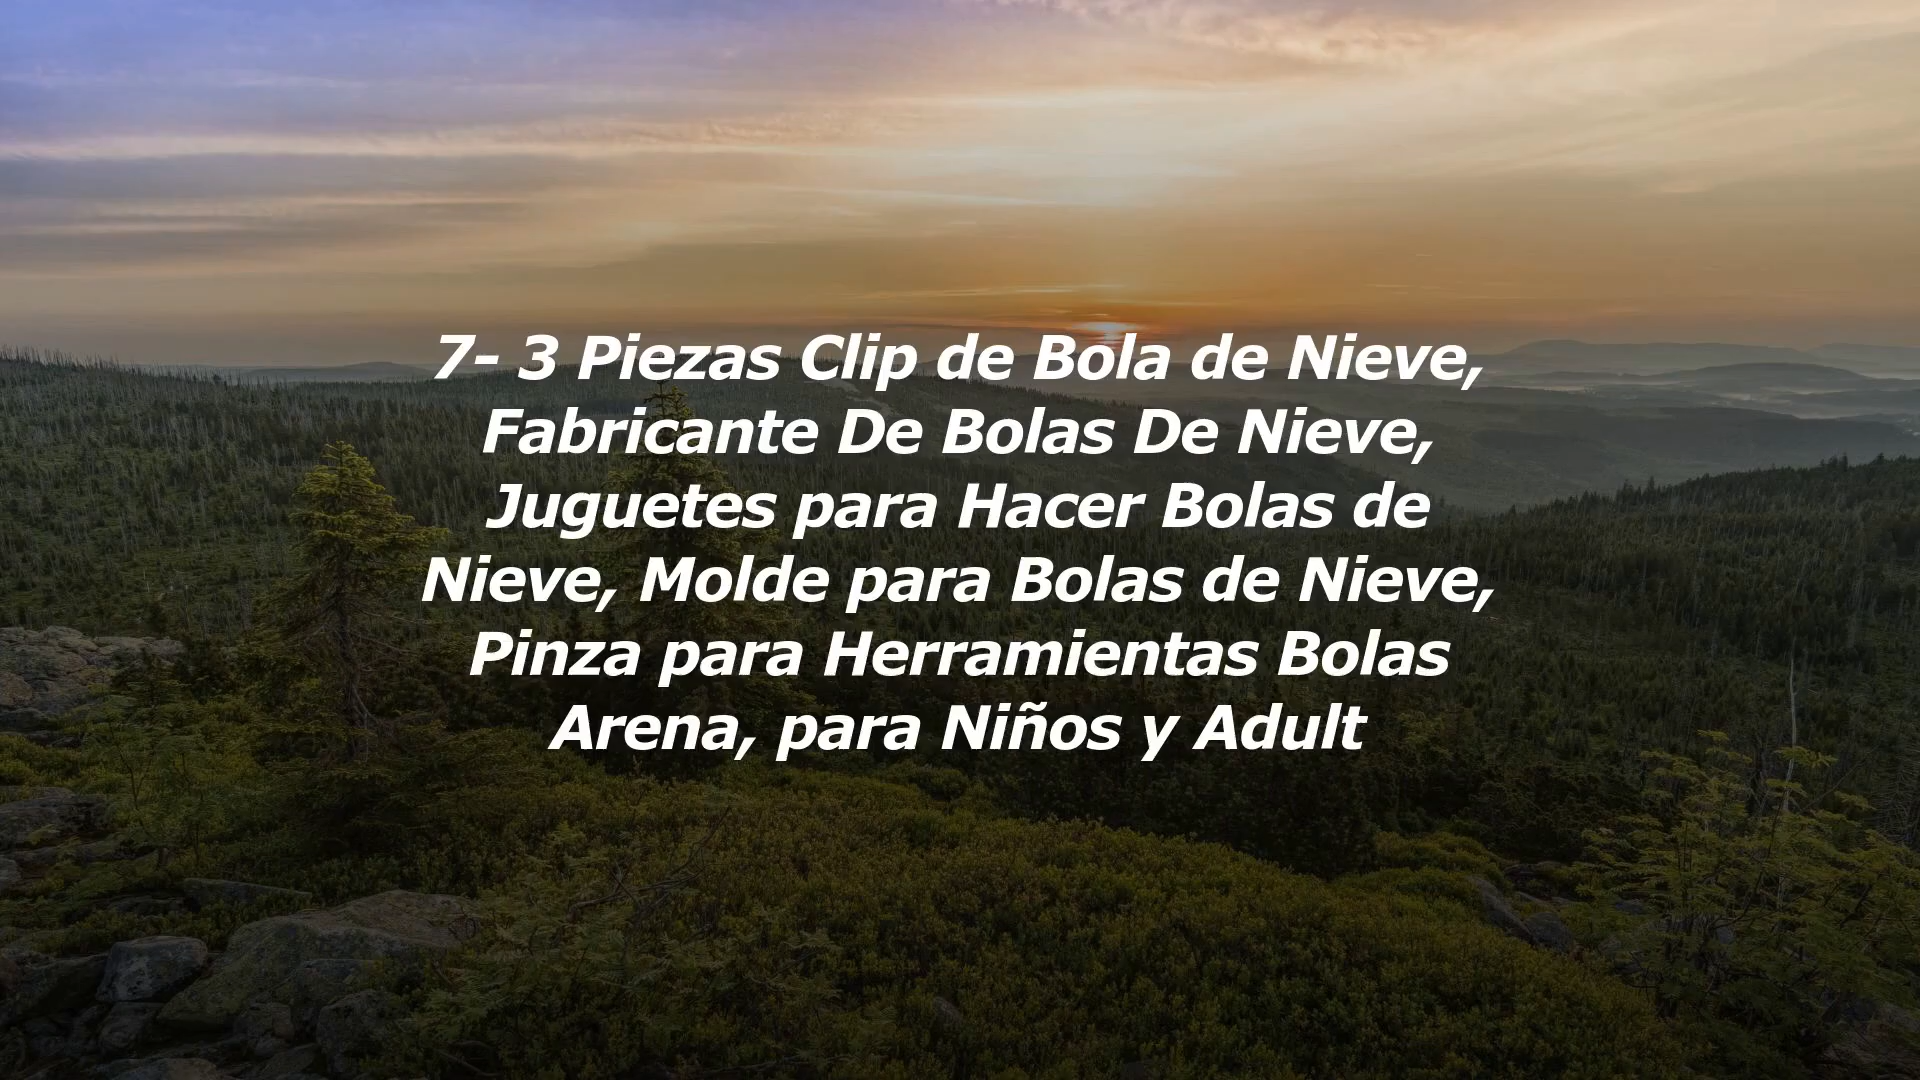 7- 3 Piezas Clip de Bola de Nieve,
Fabricante De Bolas De Nieve,
Juguetes para Hacer Bolas de
Nieve, Molde para Bolas de Nieve,
Pinza para Herramientas Bolas
Arena, para Niños y Adult